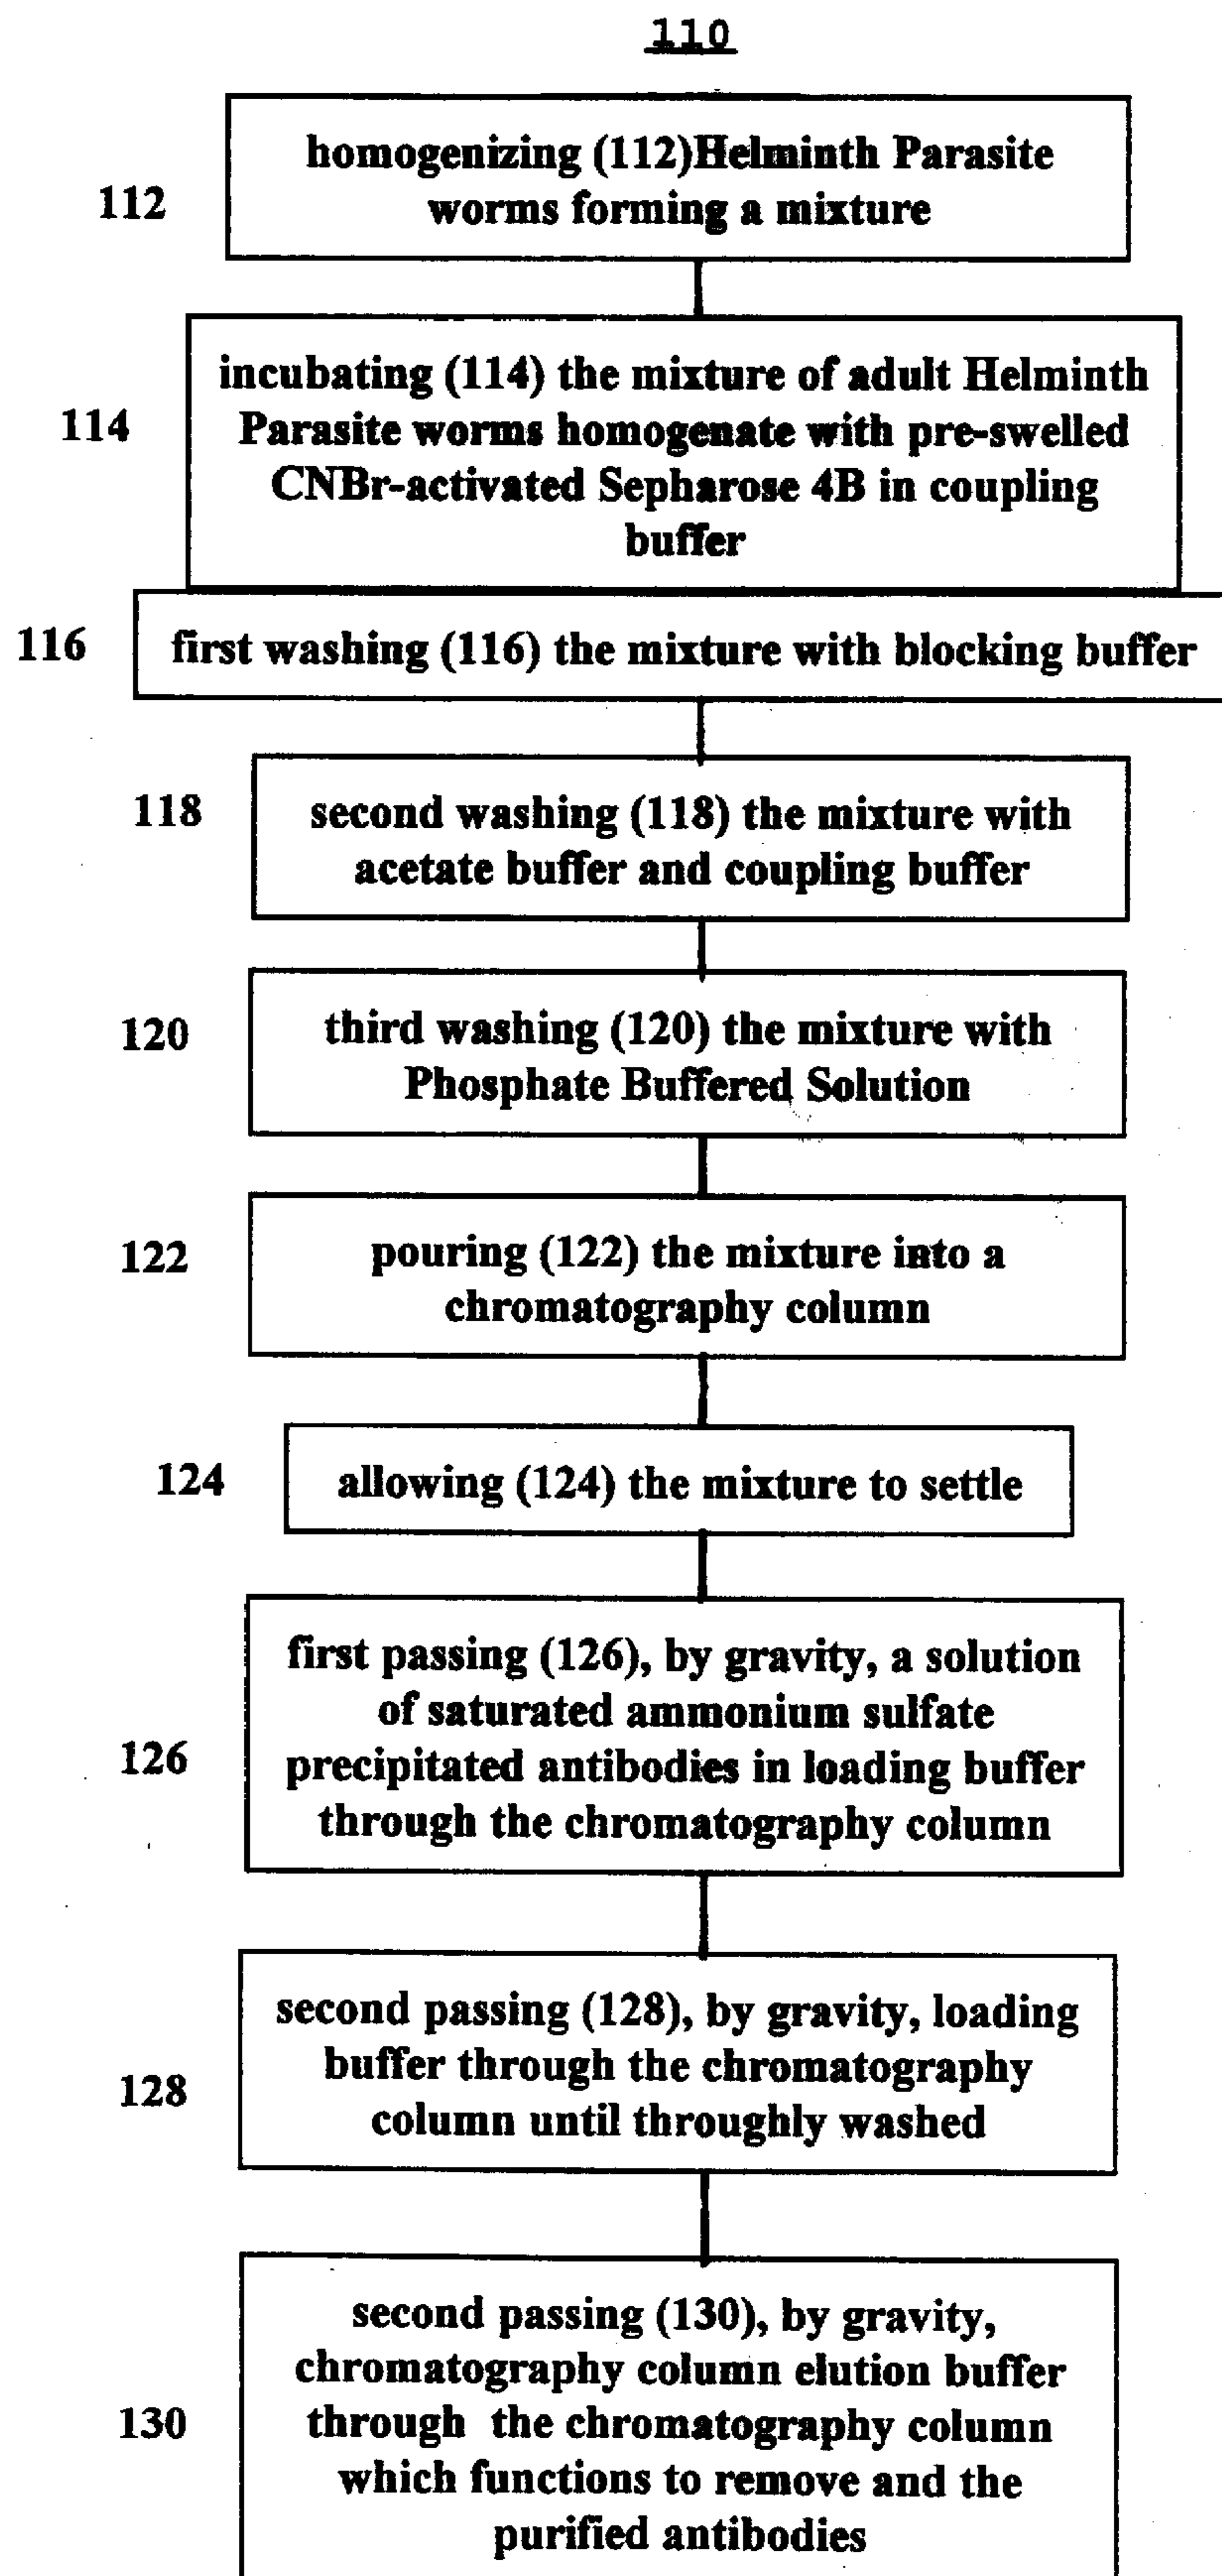 110
homogenizing (112)Helminth Parasite
worms forming a mixture
112
incubating (114) the mixture of adult Helminth
Parasite worms homogenate with pre-swelled
CNBr-activated Sepharose 4B in coupling
buffer
114
first washing (116) the mixture with blocking buffer
116
second washing (118) the mixture with
acetate buffer and coupling buffer
118
third washing (120) the mixture with
Phosphate Buffered Solution
120
pouring (122) the mixture into a
chromatography column
122
allowing (124) the mixture to settle
124
first passing (126), by gravity, a solution
of saturated ammonium sulfate
precipitated antibodies in loading buffer
through the chromatography column
126
second passing (128), by gravity, loading
buffer through the chromatography
column until throughly washed
128
second passing (130), by gravity,
chromatography column elution buffer
through the chromatography column
which functions to remove and the
purified antibodies
130